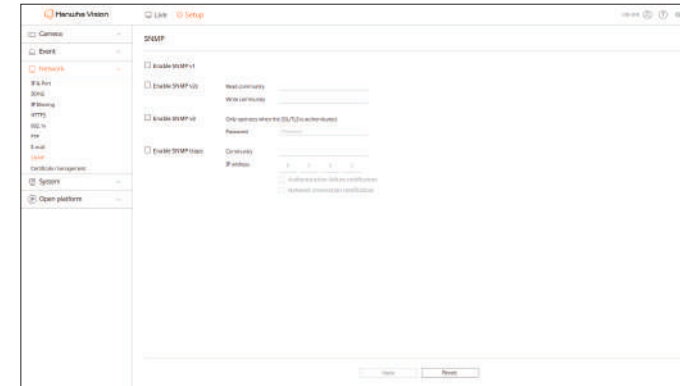 Hanwha Vision
Live Setup
Camera
Event
Network
IP & Port
DDNS
IP filtering
HTTPS
802.1x
FTP
E-mail
SNMP
Certificate management
System
Open platform
SNMP
Enable SNMP v1
Enable SNMP v2c
Read community
Write community
Enable SNMP v3
Only operates when the SSL/TLS is authenticated
Password
Enable SNMP traps
Community
IP address
Authentication failure notification
Network connection notification
Apply Reset